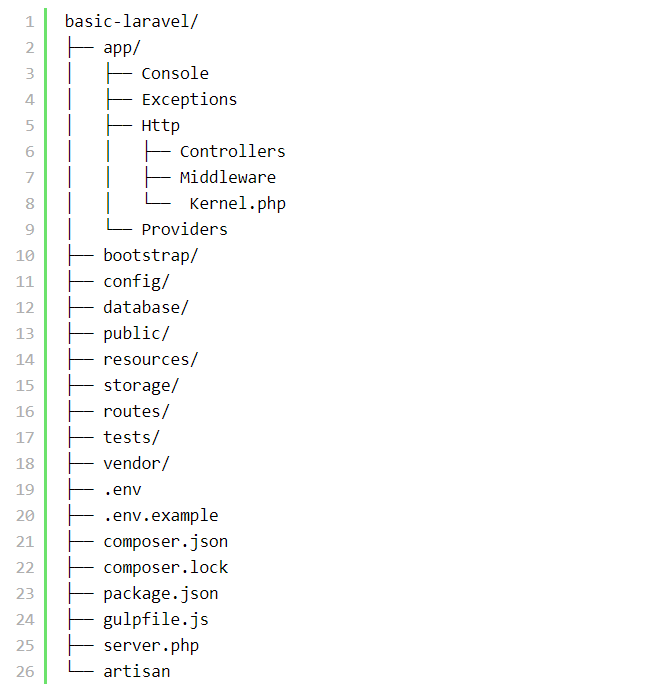 1 basic-laravel/
2 ├── app/
3 │   ├── Console
4 │   ├── Exceptions
5 │   ├── Http
6 │   │   ├── Controllers
7 │   │   ├── Middleware
8 │   │   └──  Kernel.php
9 │   └── Providers
10 ├── bootstrap/
11 ├── config/
12 ├── database/
13 ├── public/
14 ├── resources/
15 ├── storage/
16 ├── routes/
17 ├── tests/
18 ├── vendor/
19 ├── .env
20 ├── .env.example
21 ├── composer.json
22 ├── composer.lock
23 ├── package.json
24 ├── gulpfile.js
25 ├── server.php
26 └── artisan